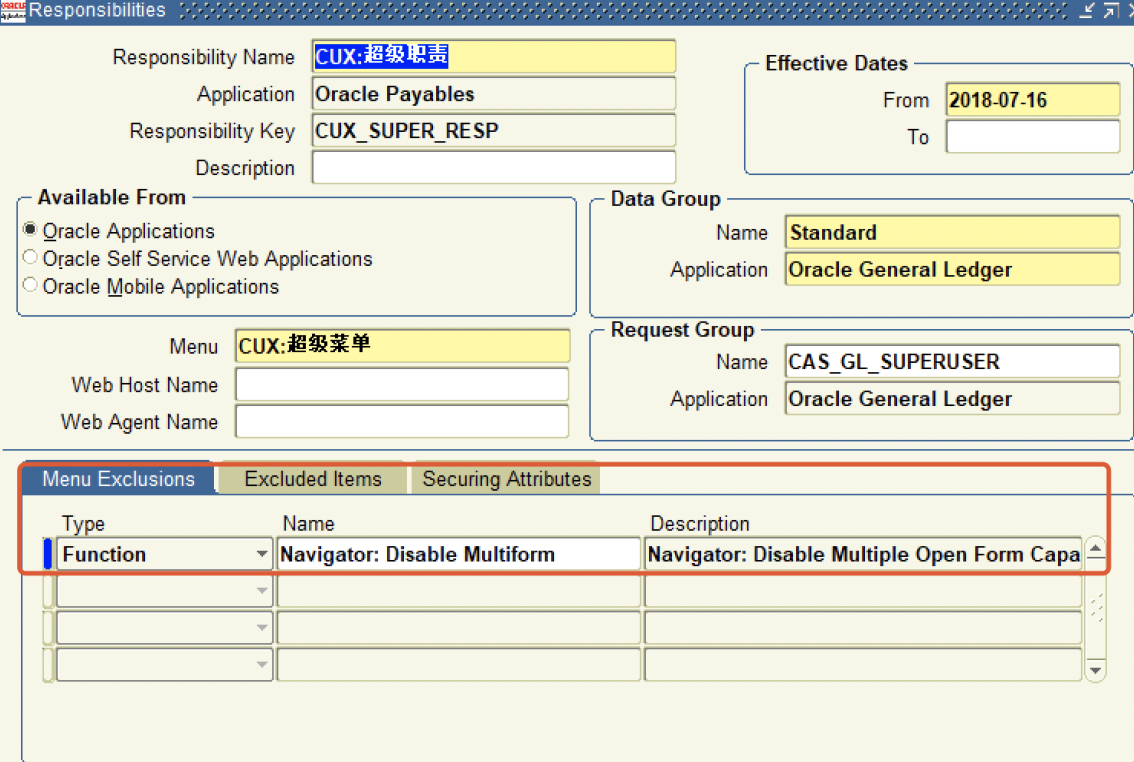 Responsibilities
Responsibility Name CUX:超级职责
Application Oracle Payables
Responsibility Key CUX_SUPER_RESP
Description
Effective Dates
From 2018-07-16
To
Available From
Oracle Applications
Oracle Self Service Web Applications
Oracle Mobile Applications
Data Group
Name Standard
Application Oracle General Ledger
Menu CUX:超级菜单
Web Host Name
Web Agent Name
Request Group
Name CAS_GL_SUPERUSER
Application Oracle General Ledger
Menu Exclusions Excluded Items Securing Attributes
Type Name Description
Function Navigator: Disable Multiform Navigator: Disable Multiple Open Form Capa